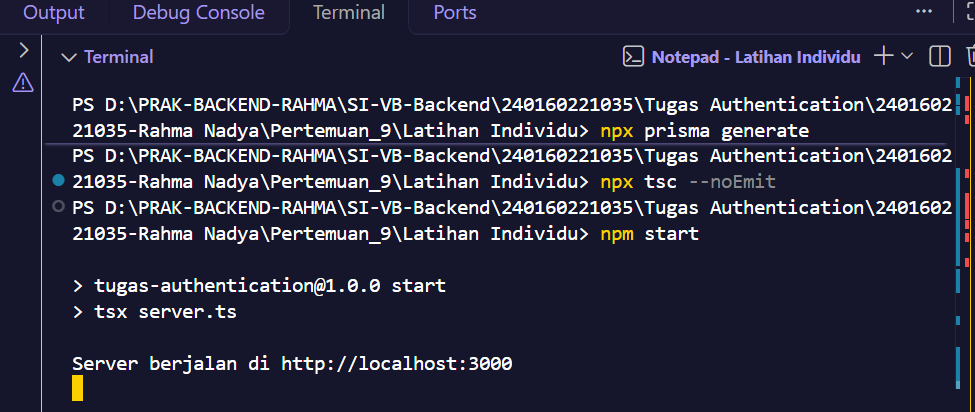 Output Debug Console Terminal Ports ...
Terminal Notepad - Latihan Individu
PS D:\PRAK-BACKEND-RAHMA\SI-VB-Backend\240160221035\Tugas Authentication\2401602
21035-Rahma Nadya\Pertemuan_9\Latihan Individu> npx prisma generate
PS D:\PRAK-BACKEND-RAHMA\SI-VB-Backend\240160221035\Tugas Authentication\2401602
21035-Rahma Nadya\Pertemuan_9\Latihan Individu> npx tsc --noEmit
PS D:\PRAK-BACKEND-RAHMA\SI-VB-Backend\240160221035\Tugas Authentication\2401602
21035-Rahma Nadya\Pertemuan_9\Latihan Individu> npm start
> tugas-authentication@1.0.0 start
> tsx server.ts
Server berjalan di http://localhost:3000